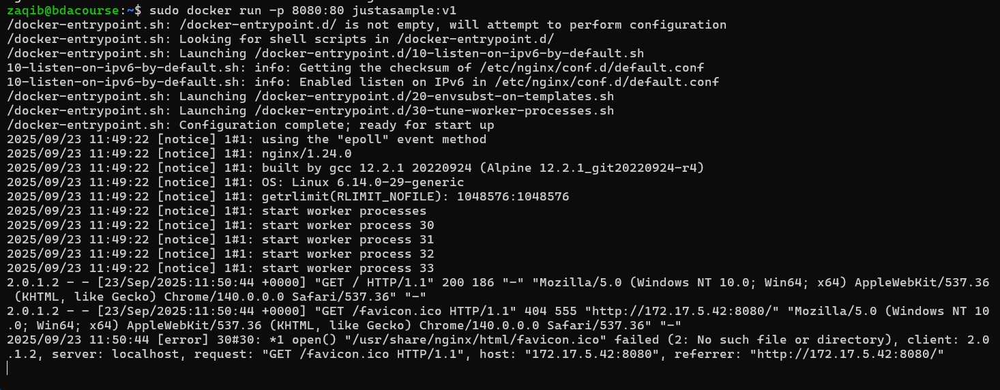 zaqib@bdacourse:~$ sudo docker run -p 8080:80 justasample:v1
/docker-entrypoint.sh: /docker-entrypoint.d/ is not empty, will attempt to perform configuration
/docker-entrypoint.sh: Looking for shell scripts in /docker-entrypoint.d/
/docker-entrypoint.sh: Launching /docker-entrypoint.d/10-listen-on-ipv6-by-default.sh
10-listen-on-ipv6-by-default.sh: info: Getting the checksum of /etc/nginx/conf.d/default.conf
10-listen-on-ipv6-by-default.sh: info: Enabled listen on IPv6 in /etc/nginx/conf.d/default.conf
/docker-entrypoint.sh: Launching /docker-entrypoint.d/20-envsubst-on-templates.sh
/docker-entrypoint.sh: Launching /docker-entrypoint.d/30-tune-worker-processes.sh
/docker-entrypoint.sh: Configuration complete; ready for start up
2025/09/23 11:49:22 [notice] 1#1: using the "epoll" event method
2025/09/23 11:49:22 [notice] 1#1: nginx/1.24.0
2025/09/23 11:49:22 [notice] 1#1: built by gcc 12.2.1 20220924 (Alpine 12.2.1_git20220924-r4)
2025/09/23 11:49:22 [notice] 1#1: OS: Linux 6.14.0-29-generic
2025/09/23 11:49:22 [notice] 1#1: getrlimit(RLIMIT_NOFILE): 1048576:1048576
2025/09/23 11:49:22 [notice] 1#1: start worker processes
2025/09/23 11:49:22 [notice] 1#1: start worker process 30
2025/09/23 11:49:22 [notice] 1#1: start worker process 31
2025/09/23 11:49:22 [notice] 1#1: start worker process 32
2025/09/23 11:49:22 [notice] 1#1: start worker process 33
2.0.1.2 - - [23/Sep/2025:11:50:44 +0000] "GET / HTTP/1.1" 200 186 "-" "Mozilla/5.0 (Windows NT 10.0; Win64; x64) AppleWebKit/537.36
 (KHTML, like Gecko) Chrome/140.0.0.0 Safari/537.36" "-"
2.0.1.2 - - [23/Sep/2025:11:50:44 +0000] "GET /favicon.ico HTTP/1.1" 404 555 "http://172.17.5.42:8080/" "Mozilla/5.0 (Windows NT 10
.0; Win64; x64) AppleWebKit/537.36 (KHTML, like Gecko) Chrome/140.0.0.0 Safari/537.36" "-"
2025/09/23 11:50:44 [error] 30#30: *1 open() "/usr/share/nginx/html/favicon.ico" failed (2: No such file or directory), client: 2.0
.1.2, server: localhost, request: "GET /favicon.ico HTTP/1.1", host: "172.17.5.42:8080", referrer: "http://172.17.5.42:8080/"